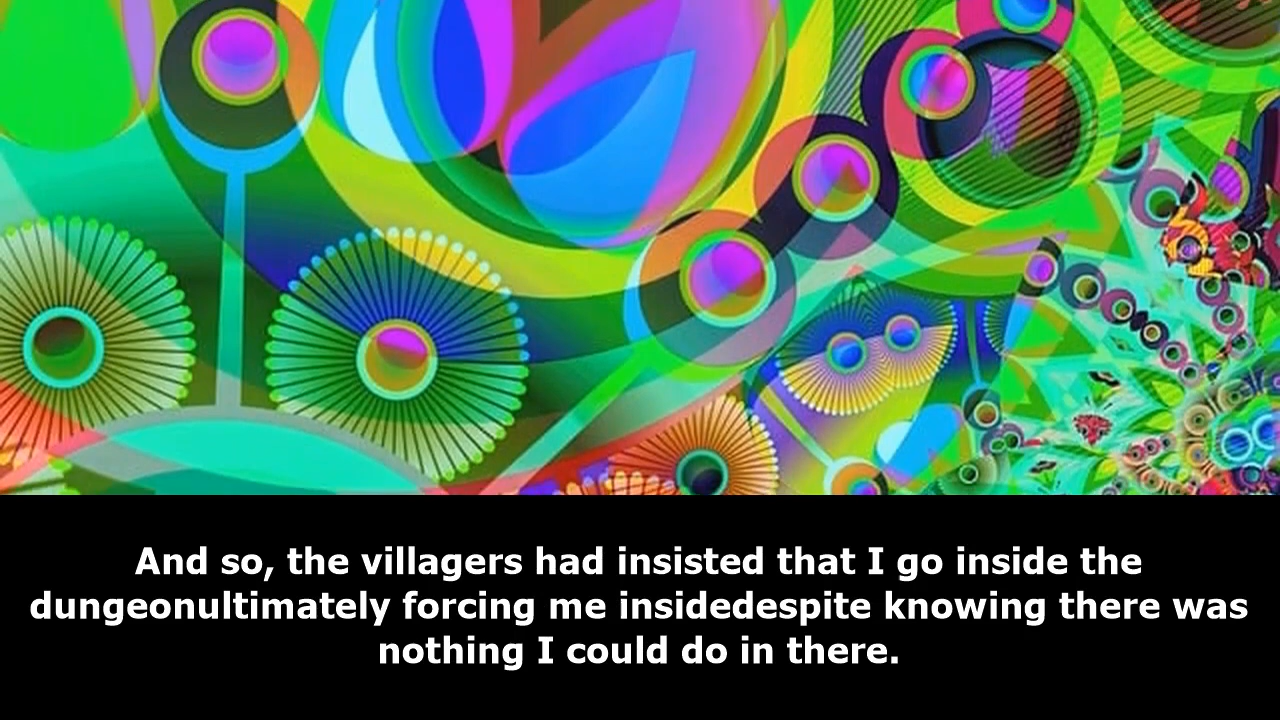 And so, the villagers had insisted that I go inside the
dungeonultimately forcing me insidedespite knowing there was
nothing I could do in there.